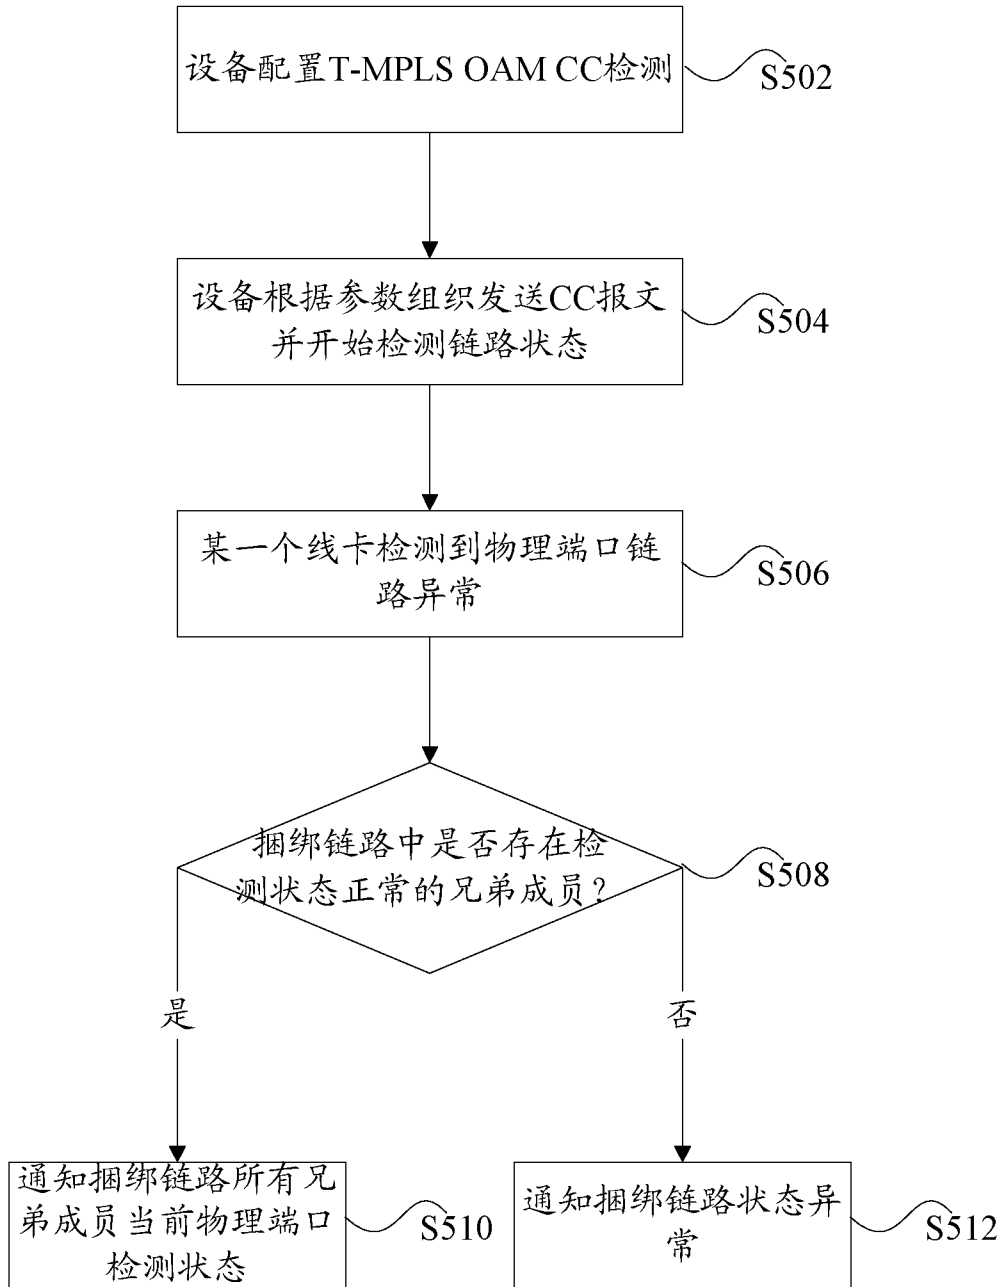 设备配置T-MPLS OAM CC检测
S502
设备根据参数组织发送CC报文
并开始检测链路状态
S504
某一个线卡检测到物理端口链
路异常
S506
捆绑链路中是否存在检
测状态正常的兄弟成员？
S508
是
否
通知捆绑链路所有兄
弟成员当前物理端口
检测状态
S510
通知捆绑链路状态异
常
S512